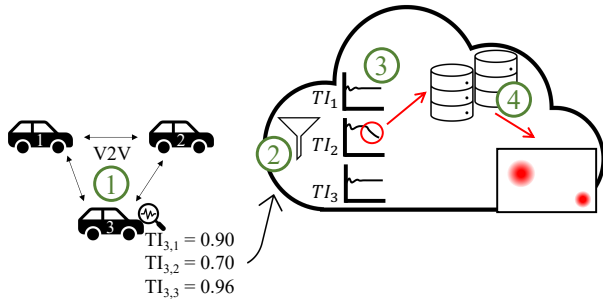 1
V2V
2
1
3
TI3,1 = 0.90
TI3,2 = 0.70
TI3,3 = 0.96
2
3
TI1
TI2
TI3
4